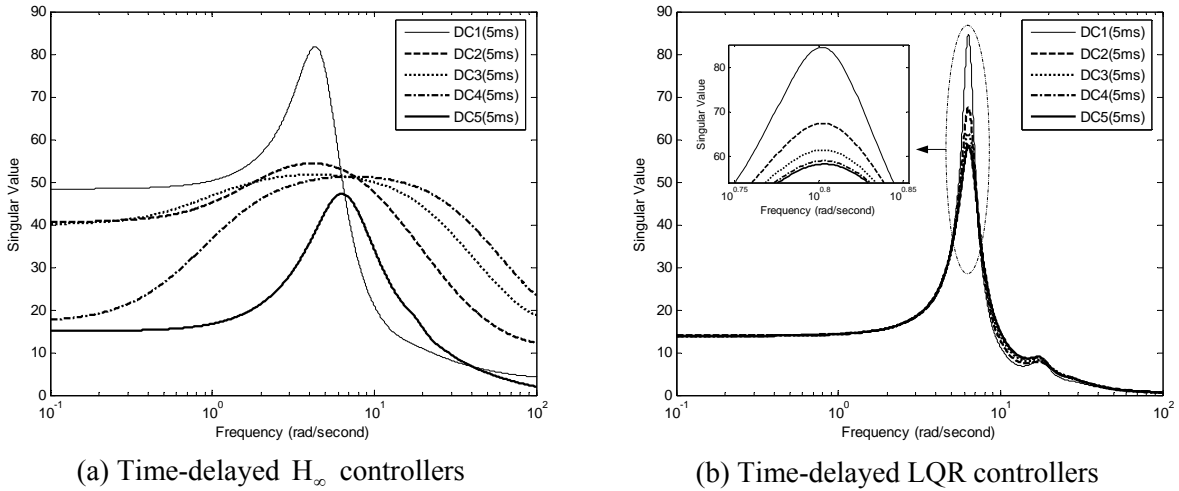 90
80
70
60
50
40
30
20
10
0
Singular Value
10^-1
10^0
10^1
10^2
Frequency (rad/second)
DC1(5ms)
DC2(5ms)
DC3(5ms)
DC4(5ms)
DC5(5ms)
(a) Time-delayed H∞ controllers
90
80
70
60
50
40
30
20
10
0
Singular Value
10^-1
10^0
10^1
10^2
Frequency (rad/second)
80
70
60
Singular Value
10^0.75
10^0.8
10^0.85
Frequency (rad/second)
DC1(5ms)
DC2(5ms)
DC3(5ms)
DC4(5ms)
DC5(5ms)
(b) Time-delayed LQR controllers